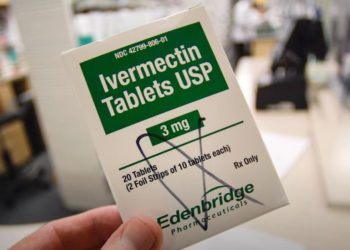 NDC 42799-806-01
Ivermectin
Tablets USP
3 mg
20 Tablets
(2 Foil Strips of 10 tablets each)
Rx Only
Edenbridge
Pharmaceuticals